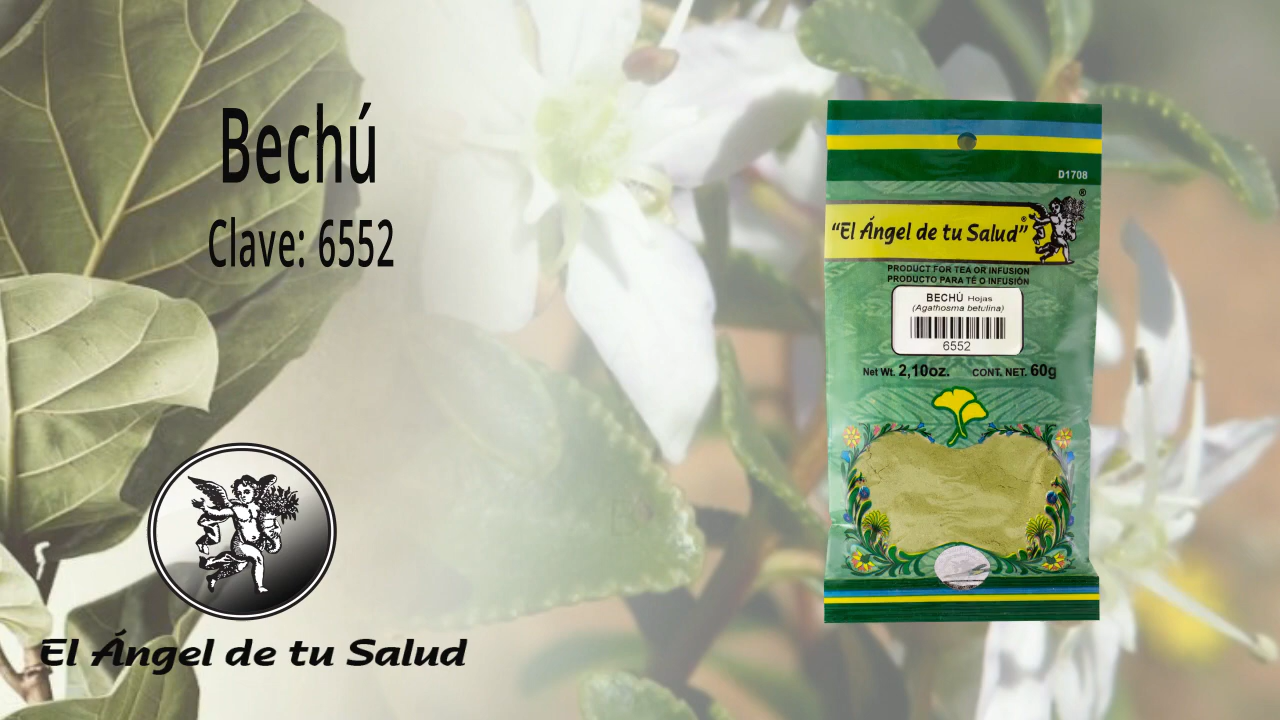 Bechú
Clave: 6552
El Ángel de tu Salud
D1708
®
“El Ángel de tu Salud”®
PRODUCT FOR TEA OR INFUSION
PRODUCTO PARA TÉ O INFUSIÓN
BECHÚ Hojas
(Agathosma betulina)
6552
Net Wt. 2,10oz. CONT. NET. 60g